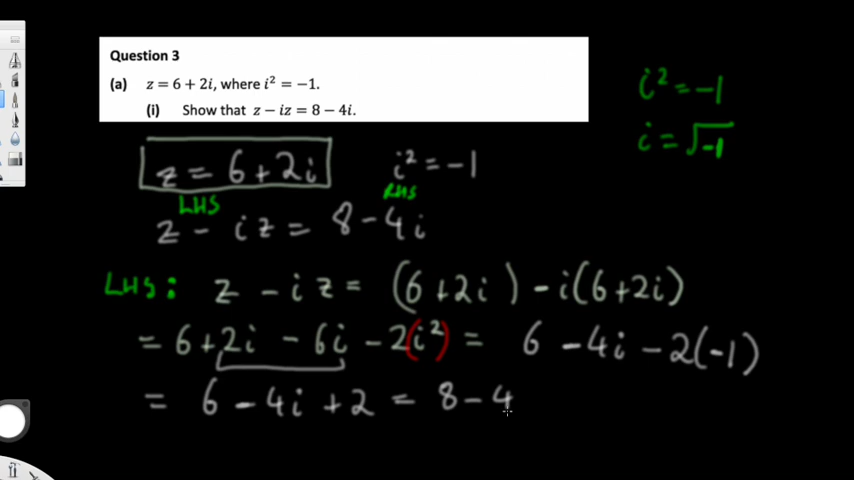 Question 3
(a) z = 6 + 2i, where i² = −1.
(i) Show that z − iz = 8 − 4i.
i² = −1
i = √−1
z = 6+2i i² = −1
LHS RHS
z − iz = 8−4i
LHS: z − iz = (6+2i) − i(6+2i)
= 6+2i − 6i − 2(i²) = 6 − 4i − 2(−1)
= 6 − 4i + 2 = 8 − 4